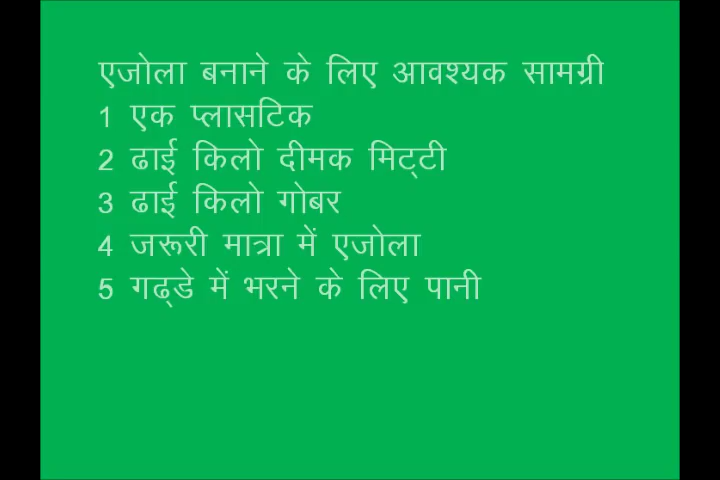 एजोला बनाने के लिए आवश्यक सामग्री
1 एक प्लासटिक
2 ढाई किलो दीमक मिट्टी
3 ढाई किलो गोबर
4 जरूरी मात्रा में एजोला
5 गढ्डे में भरने के लिए पानी